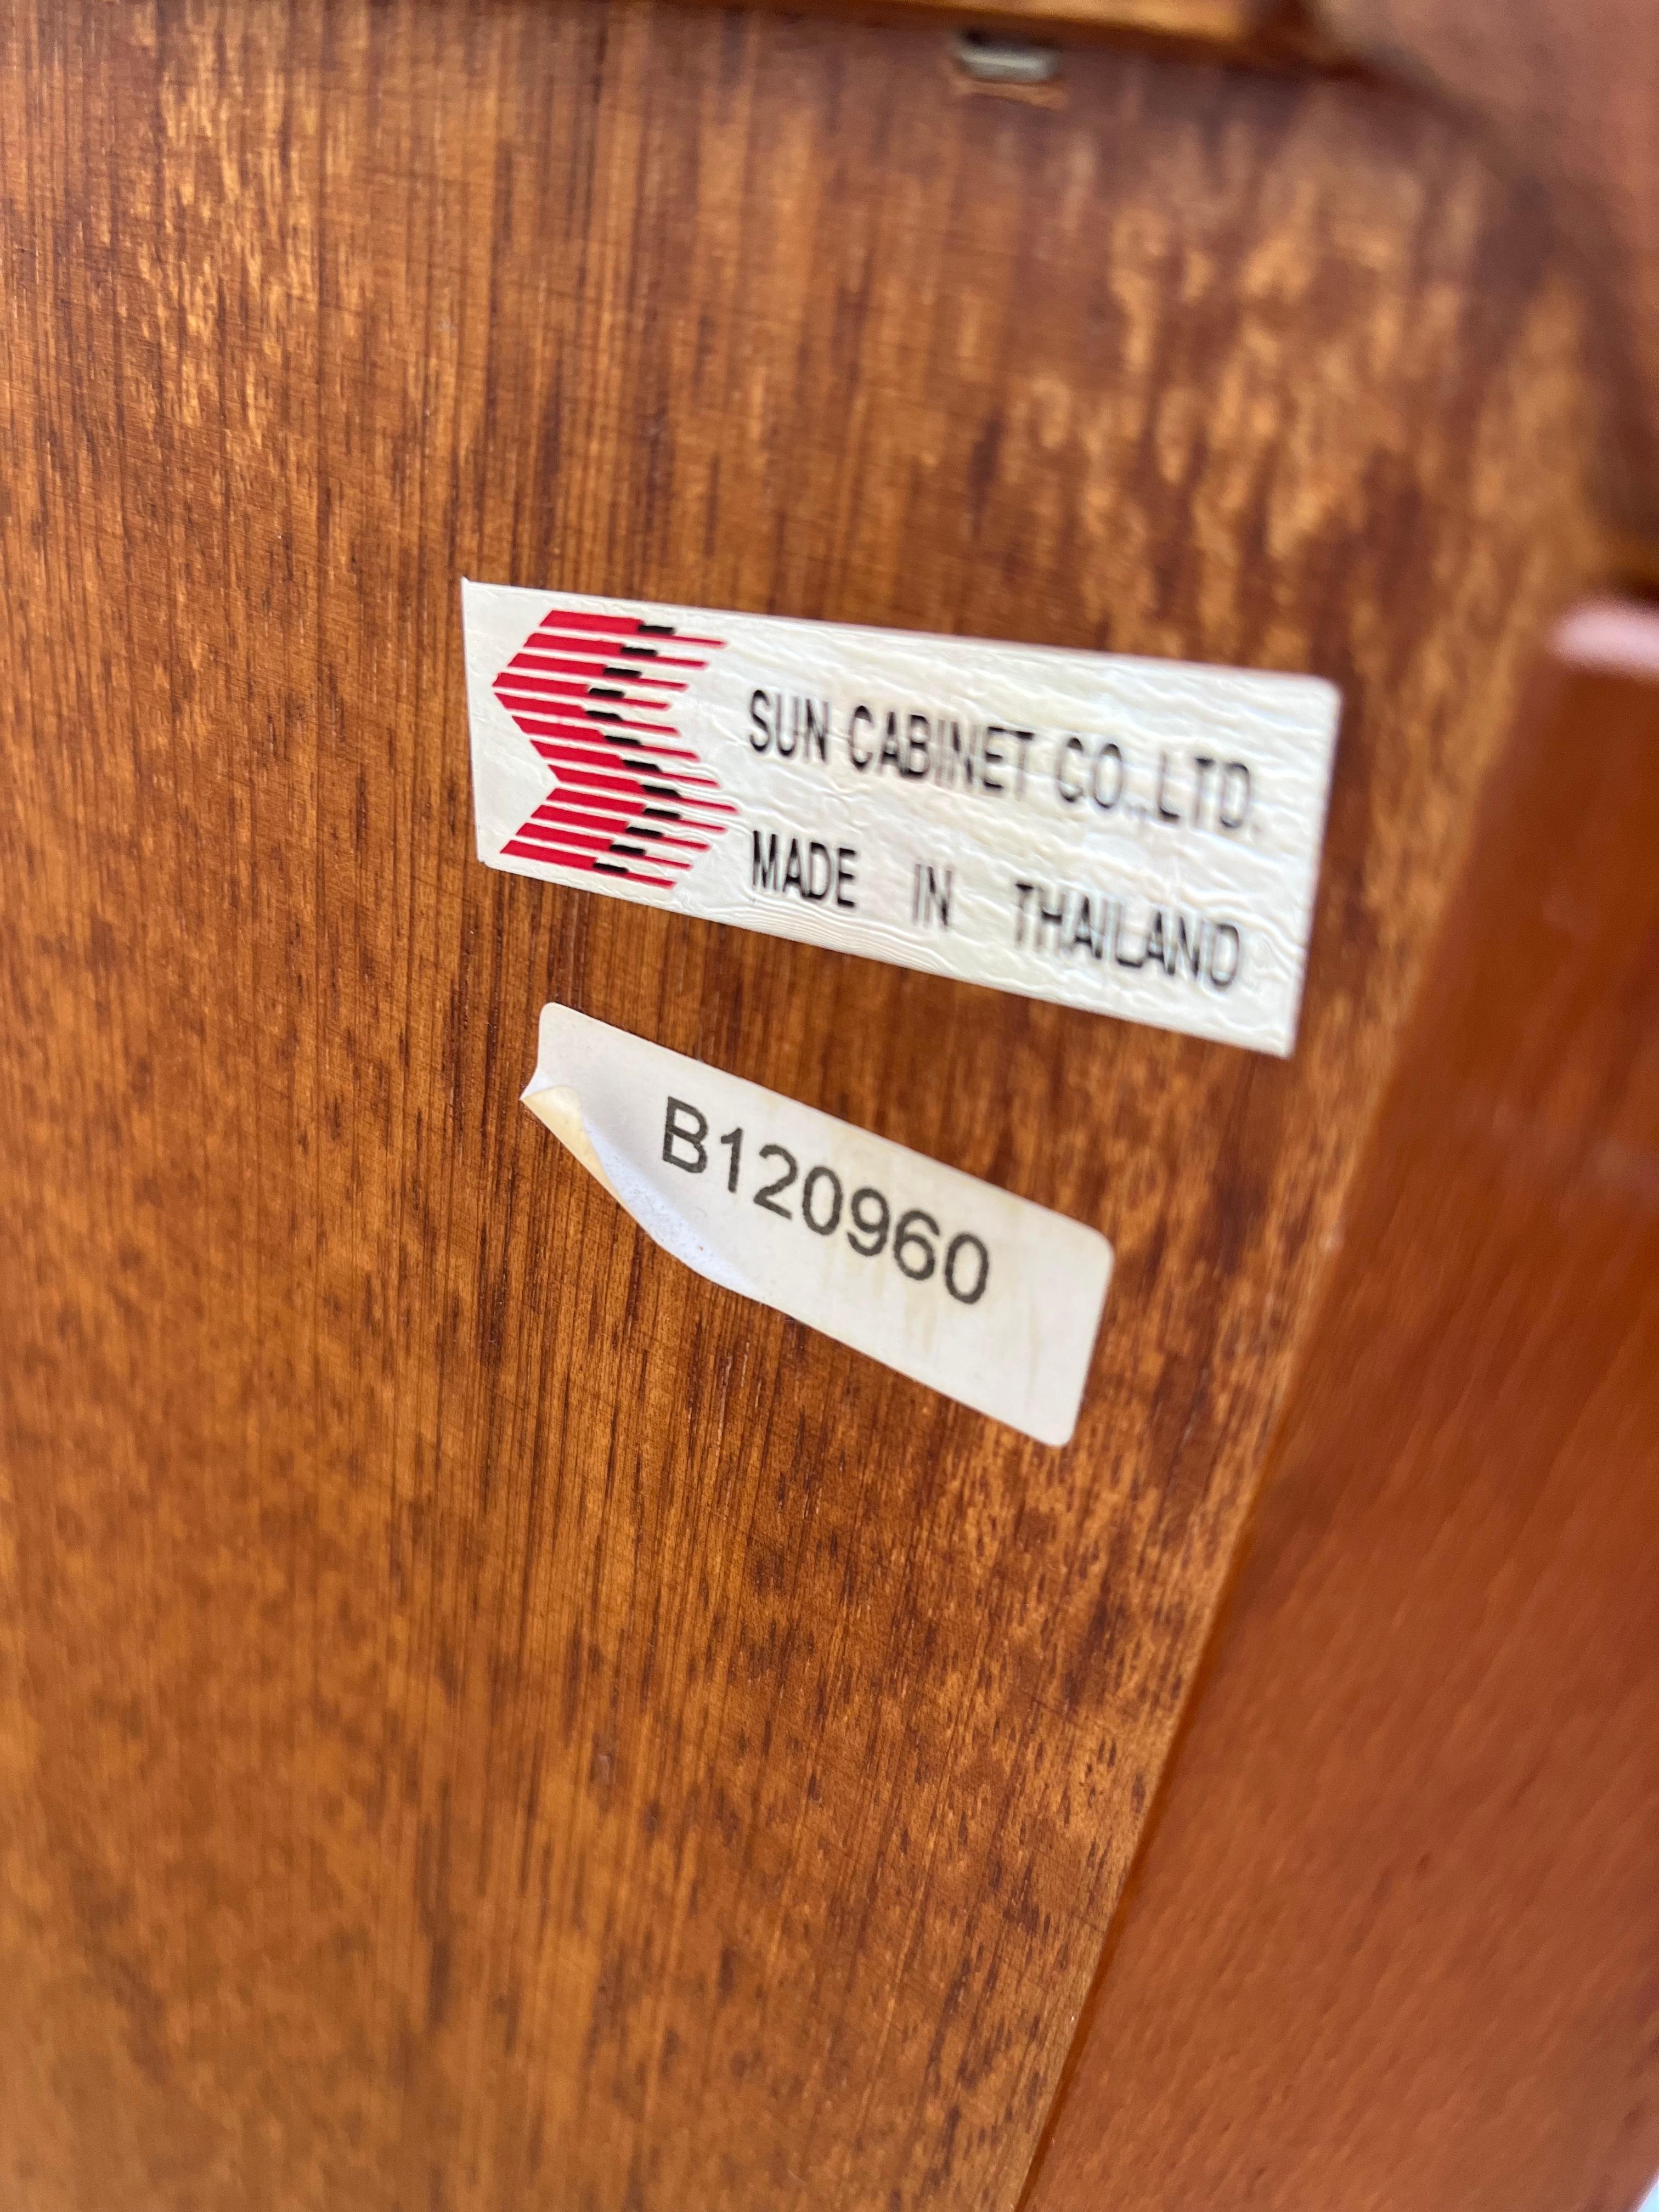 SUN CABINET CO.,LTD.
MADE IN THAILAND
B120960